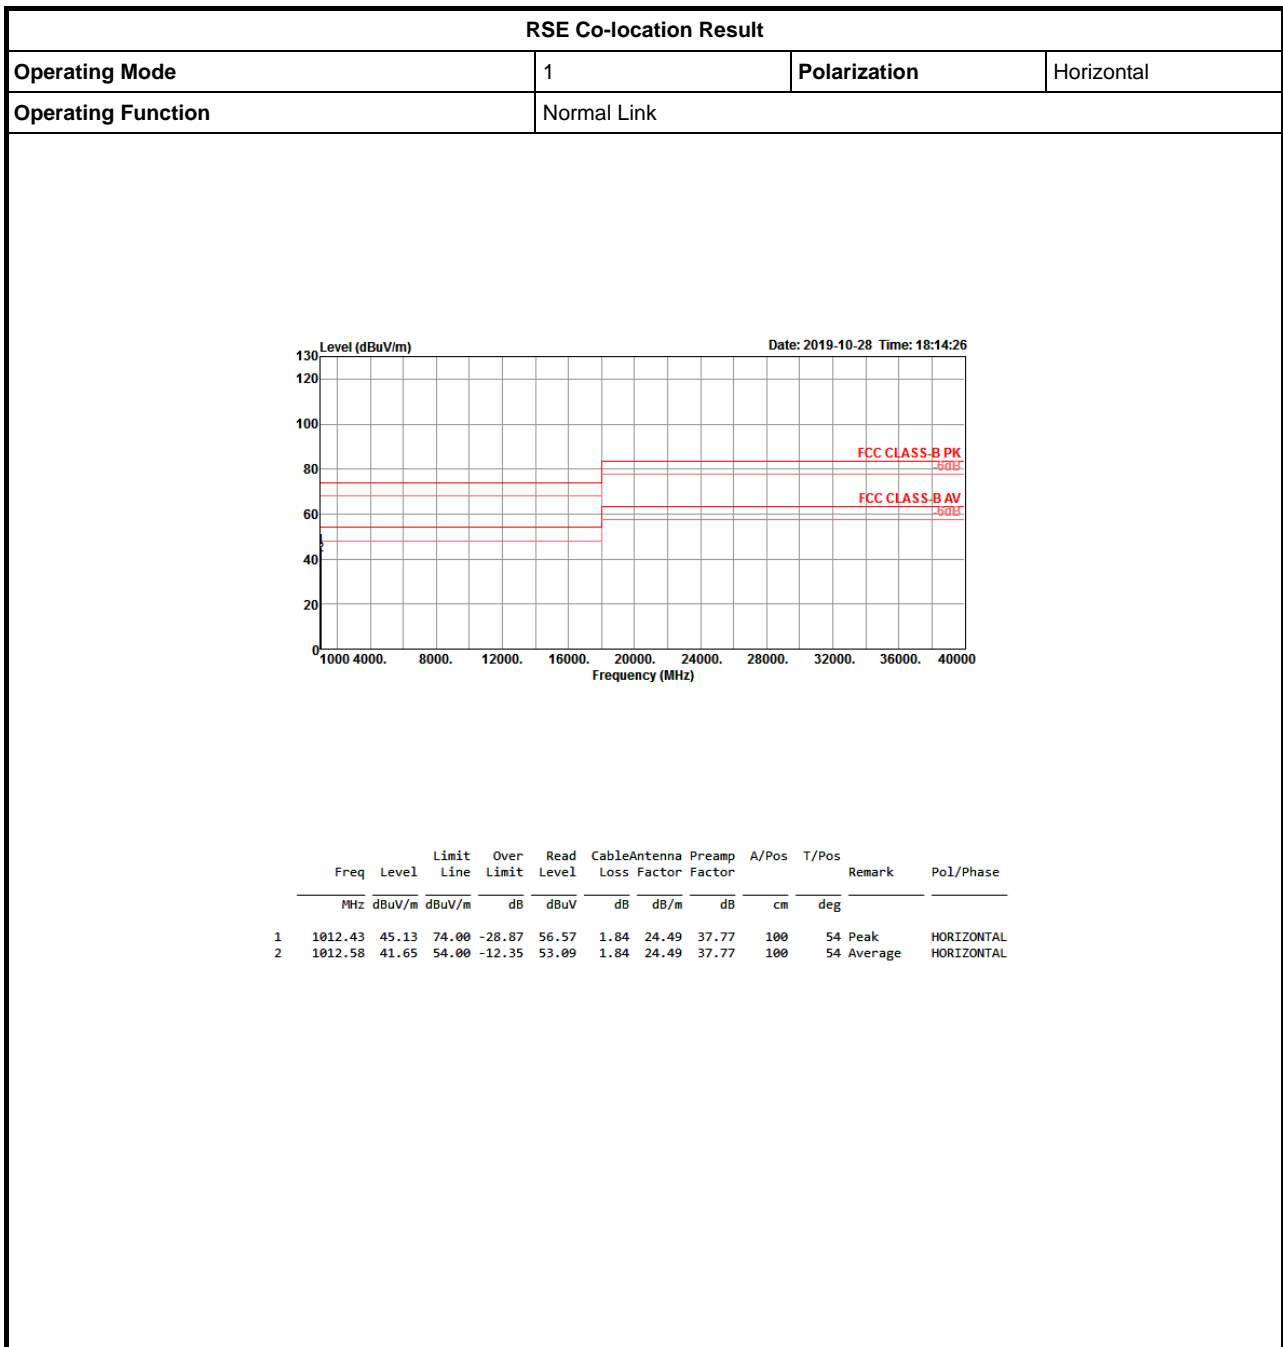 RSE Co-location Result
Operating Mode 1 Polarization Horizontal
Operating Function Normal Link
Level (dBuV/m) Date: 2019-10-28 Time: 18:14:26
130
120
100
FCC CLASS-B PK
80 -6dB
FCC CLASS-B AV
60 -6dB
1
2
40
20
0
1000 4000. 8000. 12000. 16000. 20000. 24000. 28000. 32000. 36000. 40000
Frequency (MHz)
Limit Over Read CableAntenna Preamp A/Pos T/Pos
Freq Level Line Limit Level Loss Factor Factor Remark Pol/Phase
MHz dBuV/m dBuV/m dB dBuV dB dB/m dB cm deg
1 1012.43 45.13 74.00 -28.87 56.57 1.84 24.49 37.77 100 54 Peak HORIZONTAL
2 1012.58 41.65 54.00 -12.35 53.09 1.84 24.49 37.77 100 54 Average HORIZONTAL